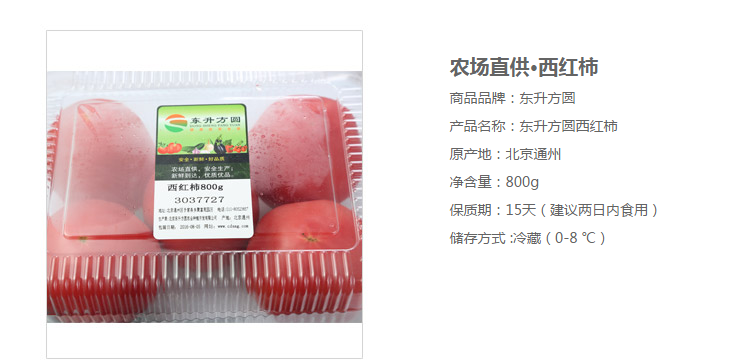 东升方圆
安全·新鲜·好品质
农场直供,安全生产;
新鲜到达,优质优品。
西红柿800g
3037727
农场直供•西红柿
商品品牌：东升方圆
产品名称：东升方圆西红柿
原产地：北京通州
净含量：800g
保质期：15天（建议两日内食用）
储存方式 :冷藏（0-8 ℃）